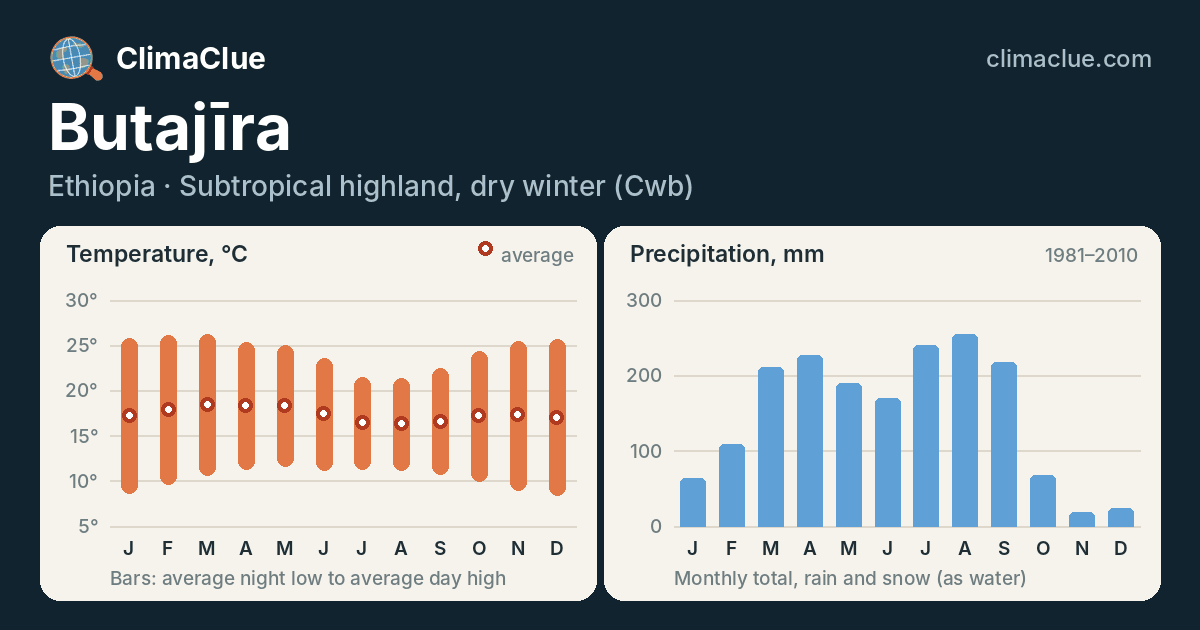 ClimaClue
climaclue.com
Butajīra
Ethiopia · Subtropical highland, dry winter (Cwb)
Temperature, °C
average
30°
25°
20°
15°
10°
5°
J F M A M J J A S O N D
Bars: average night low to average day high
Precipitation, mm
1981–2010
300
200
100
0
J F M A M J J A S O N D
Monthly total, rain and snow (as water)